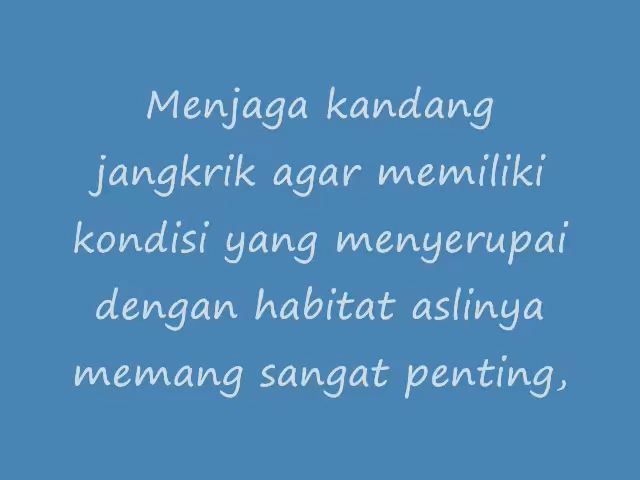 Menjaga kandang
jangkrik agar memiliki
kondisi yang menyerupai
dengan habitat aslinya
memang sangat penting,